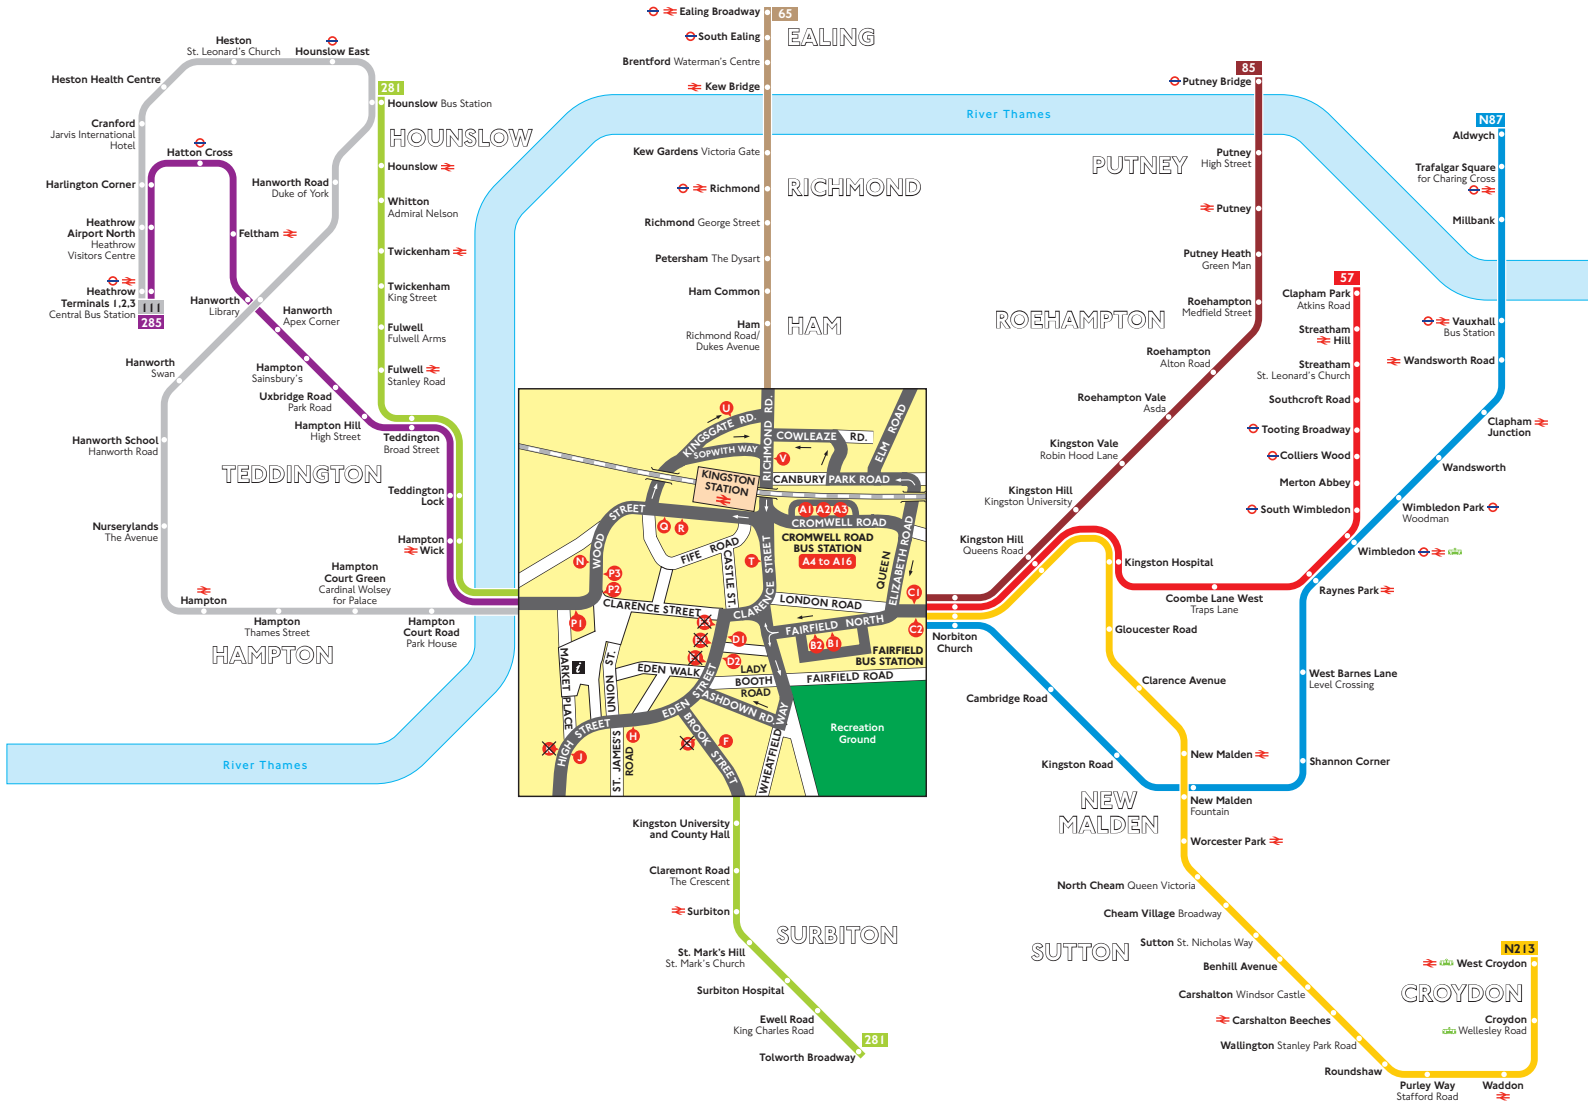 65
Ealing Broadway
South Ealing
EALING
Brentford Waterman's Centre
Kew Bridge
River Thames
Kew Gardens Victoria Gate
Richmond
RICHMOND
Richmond George Street
Petersham The Dysart
Ham Common
Ham
Richmond Road/
Dukes Avenue
HAM
Heston
St. Leonard's Church
Hounslow East
Heston Health Centre
Cranford
Jarvis International
Hotel
Hatton Cross
Harlington Corner
Heathrow
Airport North
Heathrow
Visitors Centre
Heathrow
Terminals 1,2,3
Central Bus Station
111
285
Hanworth Road
Duke of York
Feltham
Hanworth
Library
Hanworth
Apex Corner
Hanworth
Swan
Hampton
Sainsbury's
Uxbridge Road
Park Road
Hampton Hill
High Street
Hanworth School
Hanworth Road
Nurserylands
The Avenue
Hampton
Hampton
Thames Street
Hampton
Court Green
Cardinal Wolsey
for Palace
Hampton
Court Road
Park House
HAMPTON
281
Hounslow Bus Station
HOUNSLOW
Hounslow
Whitton
Admiral Nelson
Twickenham
Twickenham
King Street
Fulwell
Fulwell Arms
Fulwell
Stanley Road
Teddington
Broad Street
TEDDINGTON
Teddington
Lock
Hampton
Wick
River Thames
85
Putney Bridge
PUTNEY
Putney
High Street
Putney
Putney Heath
Green Man
Roehampton
Medfield Street
ROEHAMPTON
Roehampton
Alton Road
Roehampton Vale
Asda
Kingston Vale
Robin Hood Lane
Kingston Hill
Kingston University
Kingston Hill
Queens Road
57
Clapham Park
Atkins Road
Streatham
Hill
Streatham
St. Leonard's Church
Southcroft Road
Tooting Broadway
Colliers Wood
Merton Abbey
South Wimbledon
N87
Aldwych
Trafalgar Square
for Charing Cross
Millbank
Vauxhall
Bus Station
Wandsworth Road
Clapham
Junction
Wandsworth
Wimbledon Park
Woodman
Wimbledon
Raynes Park
Kingston Hospital
Coombe Lane West
Traps Lane
Gloucester Road
Norbiton
Church
Clarence Avenue
Cambridge Road
Kingston Road
West Barnes Lane
Level Crossing
Shannon Corner
New Malden
NEW
MALDEN
New Malden
Fountain
Worcester Park
North Cheam Queen Victoria
Cheam Village Broadway
SUTTON
Sutton St. Nicholas Way
Benhill Avenue
Carshalton Windsor Castle
Carshalton Beeches
Wallington Stanley Park Road
Roundshaw
Purley Way
Stafford Road
Waddon
N213
West Croydon
CROYDON
Croydon
Wellesley Road
Kingston University
and County Hall
Claremont Road
The Crescent
Surbiton
SURBITON
St. Mark's Hill
St. Mark's Church
Surbiton Hospital
Ewell Road
King Charles Road
Tolworth Broadway
281
U
KINGSGATE RD.
RICHMOND RD.
COWLEAZE RD.
ELM ROAD
SOPWITH WAY
V
KINGSTON
STATION
CANBURY PARK ROAD
WOOD STREET
Q
R
A1
A2
A3
CROMWELL ROAD
CROMWELL ROAD
BUS STATION
A4 to A16
FIFE ROAD
CASTLE ST.
T
CLARENCE STREET
QUEEN
ELIZABETH ROAD
N
P3
P2
CLARENCE STREET
P1
LONDON ROAD
C1
FAIRFIELD NORTH
C2
B2
B1
FAIRFIELD
BUS STATION
D1
D2
MARKET PLACE
i
UNION ST.
EDEN WALK
LADY
BOOTH
ROAD
FAIRFIELD ROAD
EDEN STREET
ASHDOWN RD.
HIGH STREET
ST. JAMES'S
ROAD
H
J
BROOK STREET
F
WHEATFIELD WAY
Recreation
Ground